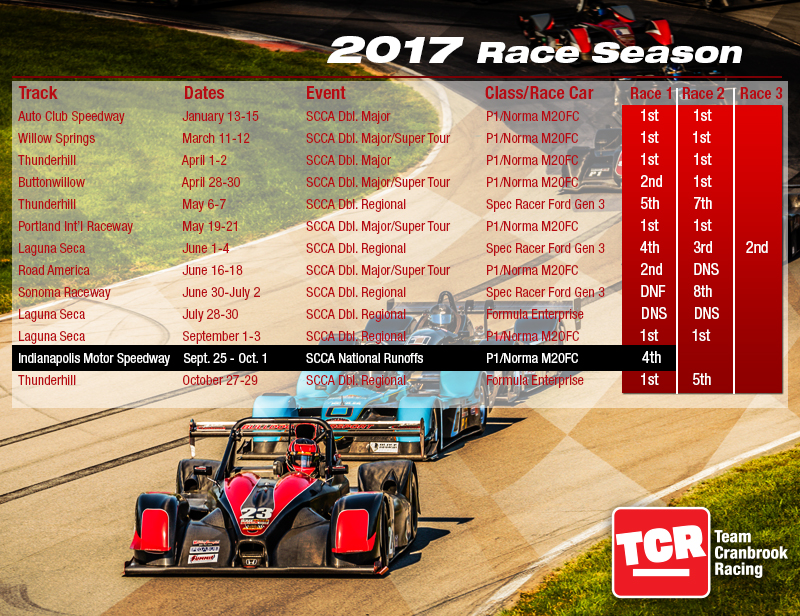 2017 Race Season
Track Dates Event Class/Race Car Race 1 Race 2 Race 3
Auto Club Speedway January 13-15 SCCA Dbl. Major P1/Norma M20FC 1st 1st
Willow Springs March 11-12 SCCA Dbl. Major/Super Tour P1/Norma M20FC 1st 1st
Thunderhill April 1-2 SCCA Dbl. Major P1/Norma M20FC 1st 1st
Buttonwillow April 28-30 SCCA Dbl. Major/Super Tour P1/Norma M20FC 2nd 1st
Thunderhill May 6-7 SCCA Dbl. Regional Spec Racer Ford Gen 3 5th 7th
Portland Int'l Raceway May 19-21 SCCA Dbl. Major/Super Tour P1/Norma M20FC 1st 1st
Laguna Seca June 1-4 SCCA Dbl. Regional Spec Racer Ford Gen 3 4th 3rd 2nd
Road America June 16-18 SCCA Dbl. Major/Super Tour P1/Norma M20FC 2nd DNS
Sonoma Raceway June 30-July 2 SCCA Dbl. Regional Spec Racer Ford Gen 3 DNF 8th
Laguna Seca July 28-30 SCCA Dbl. Regional Formula Enterprise DNS DNS
Laguna Seca September 1-3 SCCA Dbl. Regional P1/Norma M20FC 1st 1st
Indianapolis Motor Speedway Sept. 25 - Oct. 1 SCCA National Runoffs P1/Norma M20FC 4th
Thunderhill October 27-29 SCCA Dbl. Regional Formula Enterprise 1st 5th
23
TCR
Team
Cranbrook
Racing